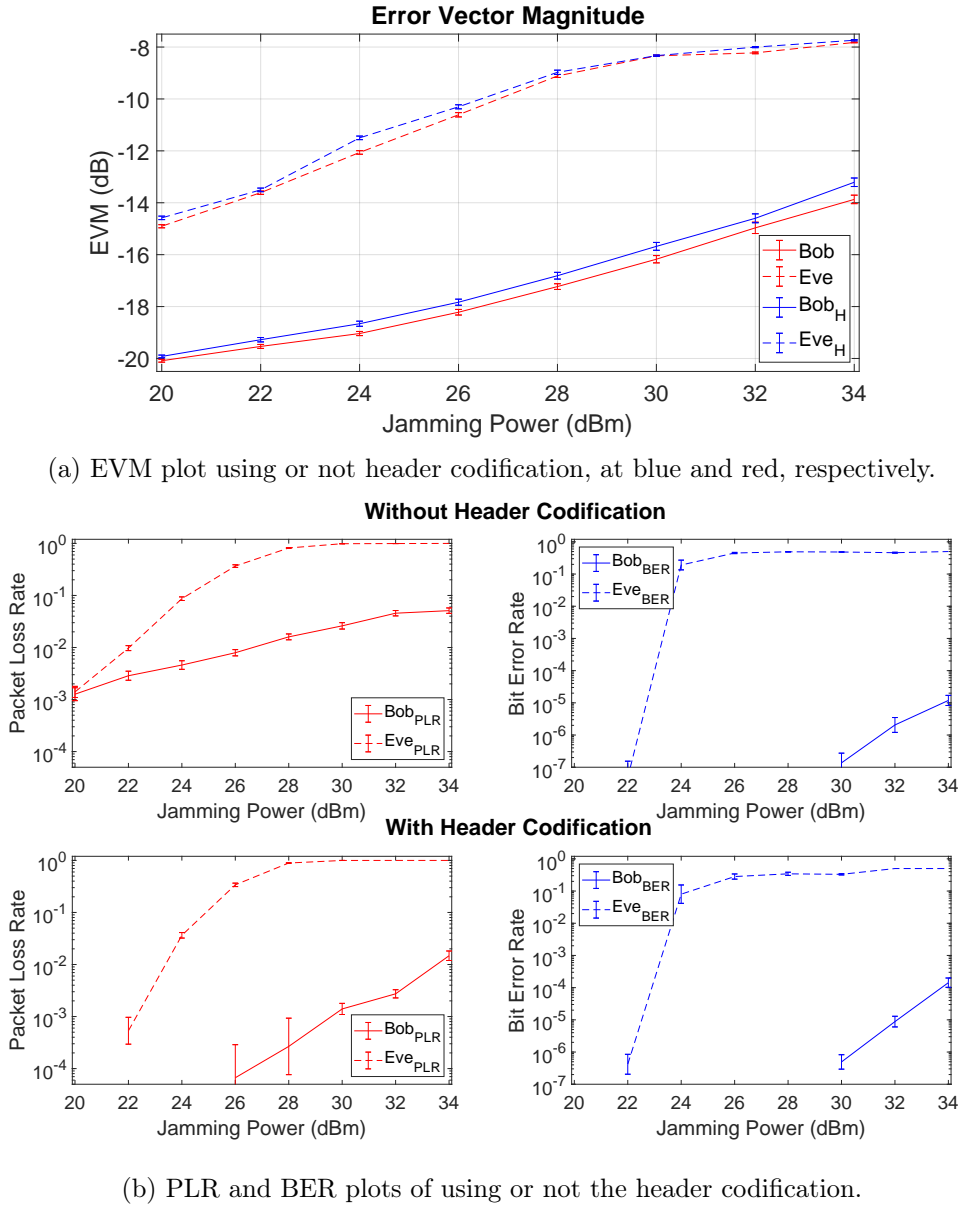 Error Vector Magnitude
-8
-10
-12
-14
-16
-18
-20
EVM (dB)
Bob
Eve
Bob_H
Eve_H
20 22 24 26 28 30 32 34
Jamming Power (dBm)
(a) EVM plot using or not header codification, at blue and red, respectively.
Without Header Codification
10^0
10^-1
10^-2
10^-3
10^-4
Packet Loss Rate
Bob_PLR
Eve_PLR
20 22 24 26 28 30 32 34
Jamming Power (dBm)
10^0
10^-1
10^-2
10^-3
10^-4
10^-5
10^-6
10^-7
Bit Error Rate
Bob_BER
Eve_BER
20 22 24 26 28 30 32 34
Jamming Power (dBm)
With Header Codification
10^0
10^-1
10^-2
10^-3
10^-4
Packet Loss Rate
Bob_PLR
Eve_PLR
20 22 24 26 28 30 32 34
Jamming Power (dBm)
10^0
10^-1
10^-2
10^-3
10^-4
10^-5
10^-6
10^-7
Bit Error Rate
Bob_BER
Eve_BER
20 22 24 26 28 30 32 34
Jamming Power (dBm)
(b) PLR and BER plots of using or not the header codification.